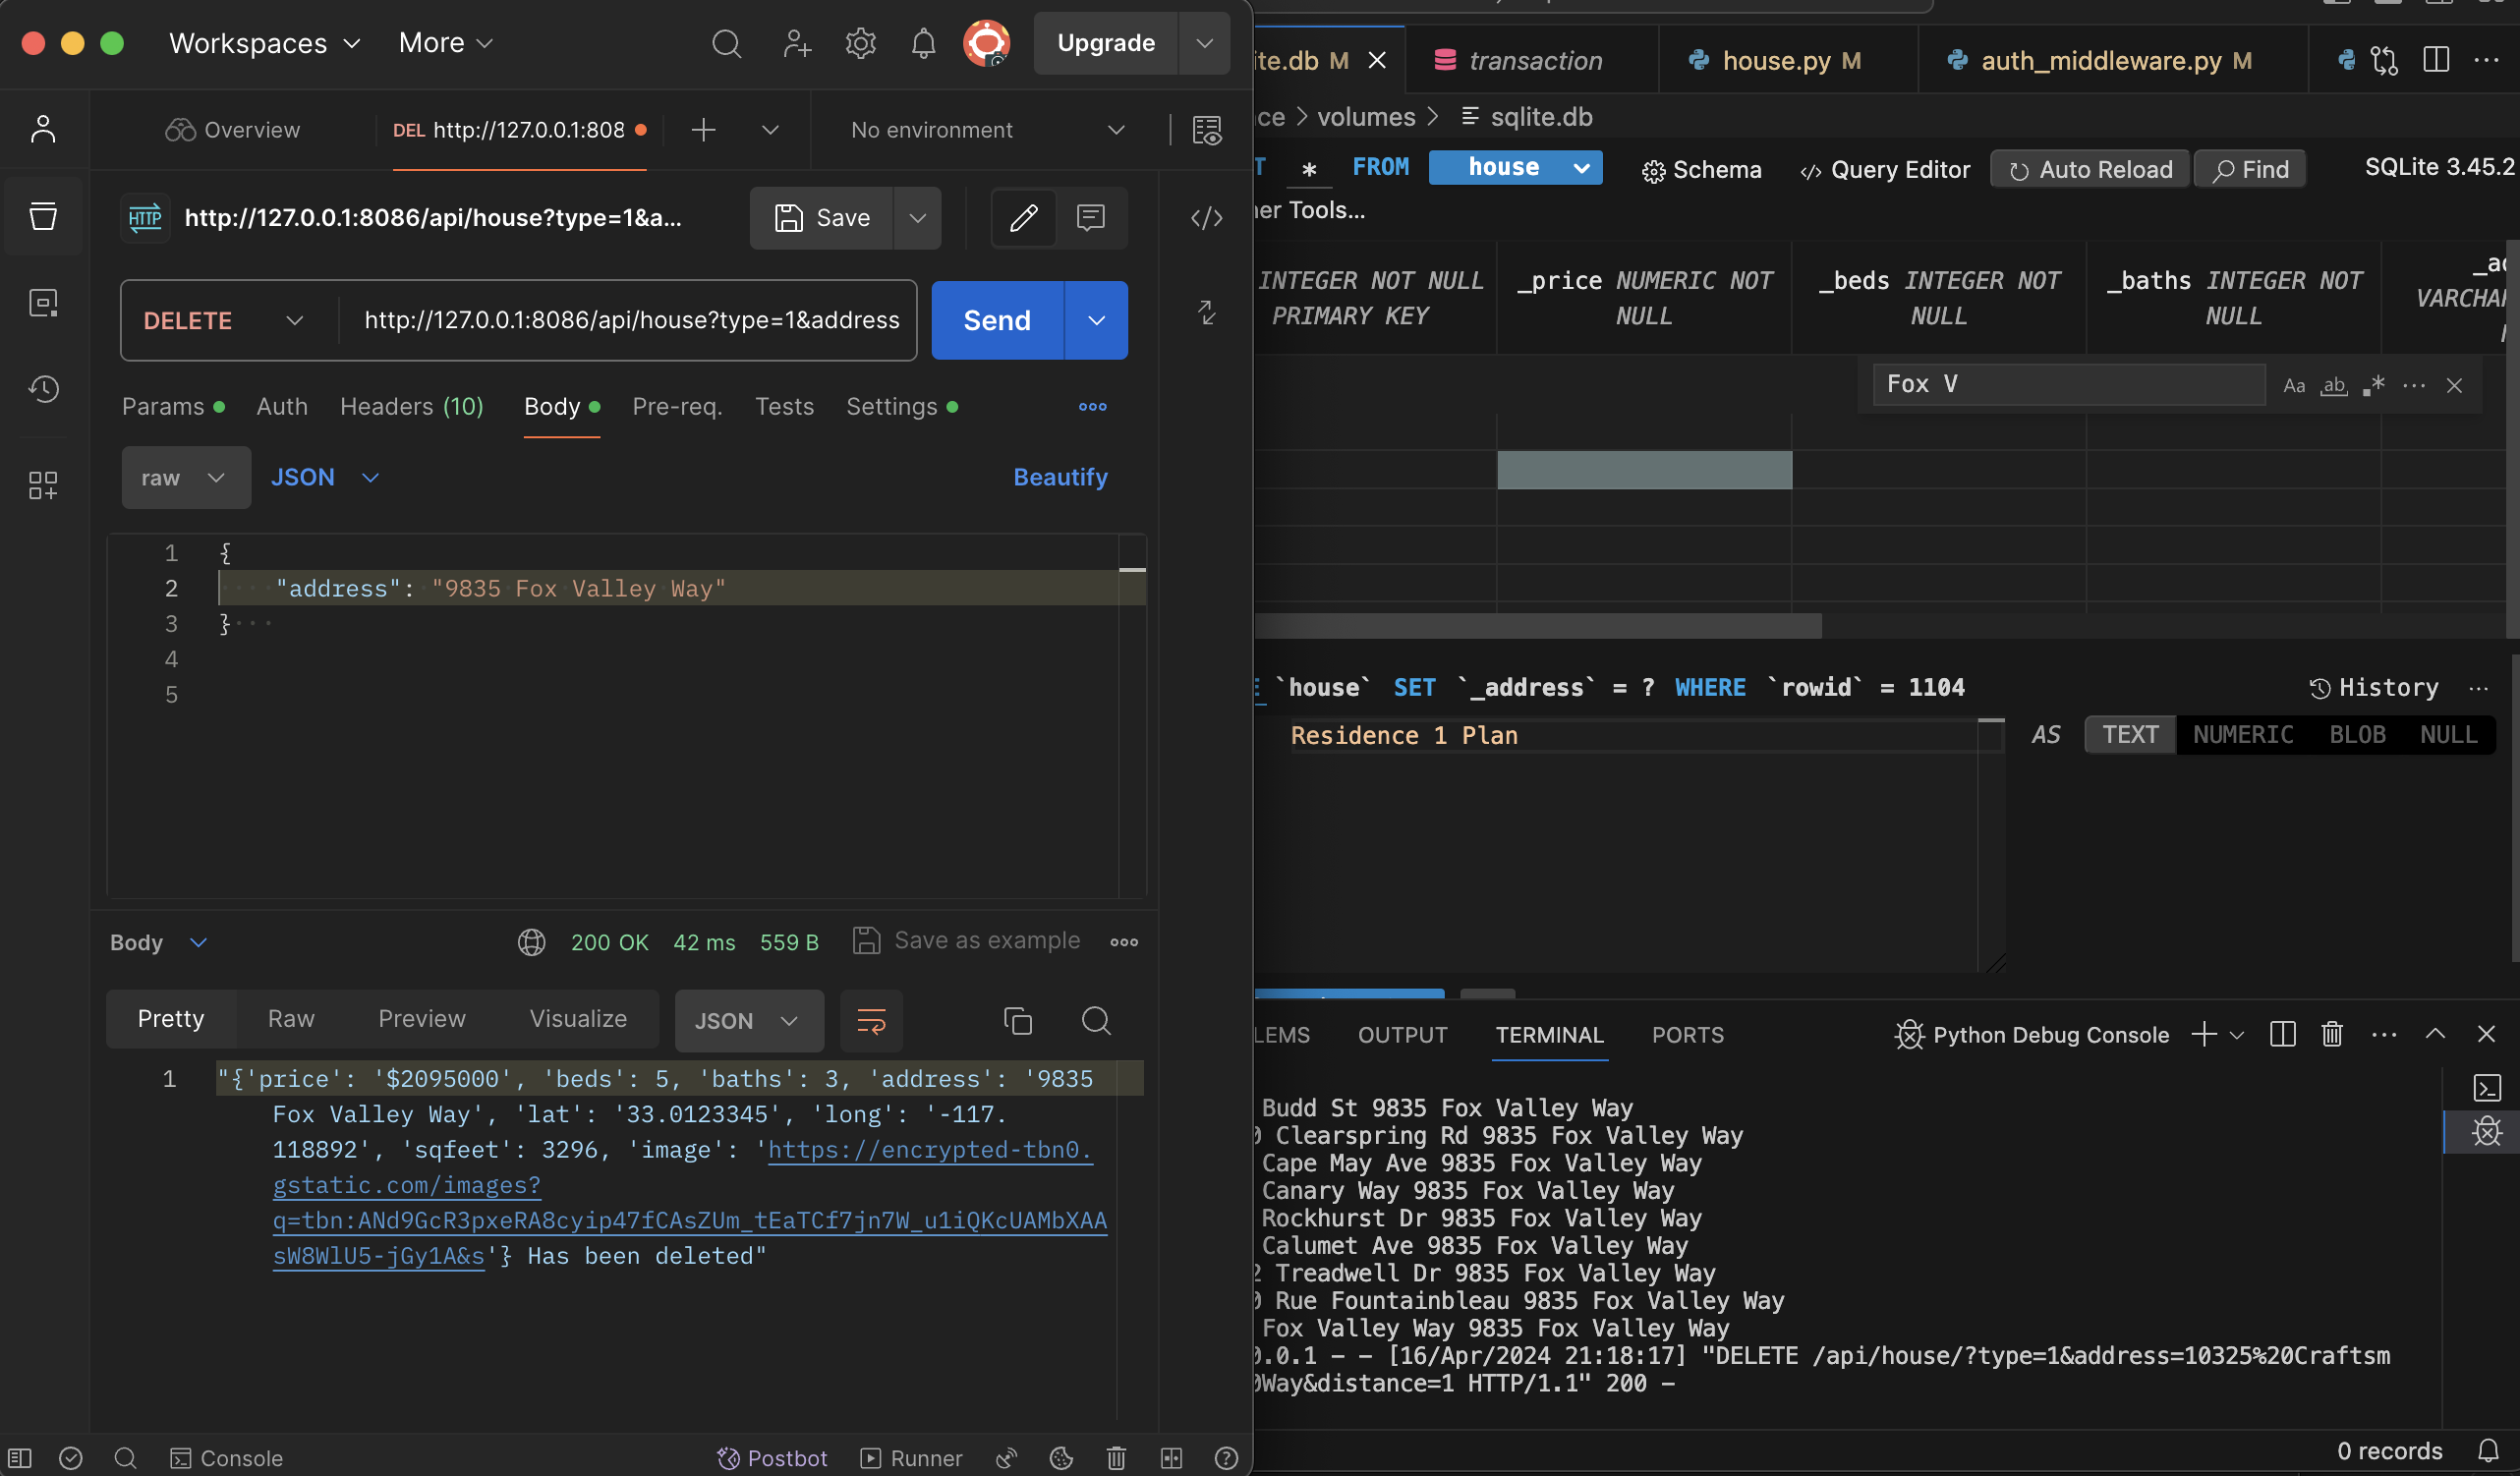 Workspaces More Upgrade
Overview DEL http://127.0.0.1:808 No environment
HTTP http://127.0.0.1:8086/api/house?type=1&a... Save
DELETE http://127.0.0.1:8086/api/house?type=1&address Send
Params Auth Headers (10) Body Pre-req. Tests Settings
raw JSON Beautify
1 {
2 "address": "9835 Fox Valley Way"
3 }
4
5
Body 200 OK 42 ms 559 B Save as example
Pretty Raw Preview Visualize JSON
1 "{'price': '$2095000', 'beds': 5, 'baths': 3, 'address': '9835
Fox Valley Way', 'lat': '33.0123345', 'long': '-117.
118892', 'sqfeet': 3296, 'image': 'https://encrypted-tbn0.
gstatic.com/images?
q=tbn:ANd9GcR3pxeRA8cyip47fCAsZUm_tEaTCf7jn7W_u1iQKcUAMbXAA
sW8WlU5-jGy1A&s'} Has been deleted"
Console Postbot Runner
ite.db M transaction house.py M auth_middleware.py M
ce > volumes > sqlite.db
T * FROM house Schema Query Editor Auto Reload Find SQLite 3.45.2
er Tools...
INTEGER NOT NULL PRIMARY KEY
_price NUMERIC NOT NULL
_beds INTEGER NOT NULL
_baths INTEGER NOT NULL
VARCHA
Fox V Aa ab .*
E `house` SET `_address` = ? WHERE `rowid` = 1104 History
Residence 1 Plan AS TEXT NUMERIC BLOB NULL
LEMS OUTPUT TERMINAL PORTS Python Debug Console
Budd St 9835 Fox Valley Way
0 Clearspring Rd 9835 Fox Valley Way
Cape May Ave 9835 Fox Valley Way
Canary Way 9835 Fox Valley Way
Rockhurst Dr 9835 Fox Valley Way
Calumet Ave 9835 Fox Valley Way
2 Treadwell Dr 9835 Fox Valley Way
0 Rue Fountainbleau 9835 Fox Valley Way
Fox Valley Way 9835 Fox Valley Way
0.0.1 - - [16/Apr/2024 21:18:17] "DELETE /api/house/?type=1&address=10325%20Craftsm
0Way&distance=1 HTTP/1.1" 200 -
0 records